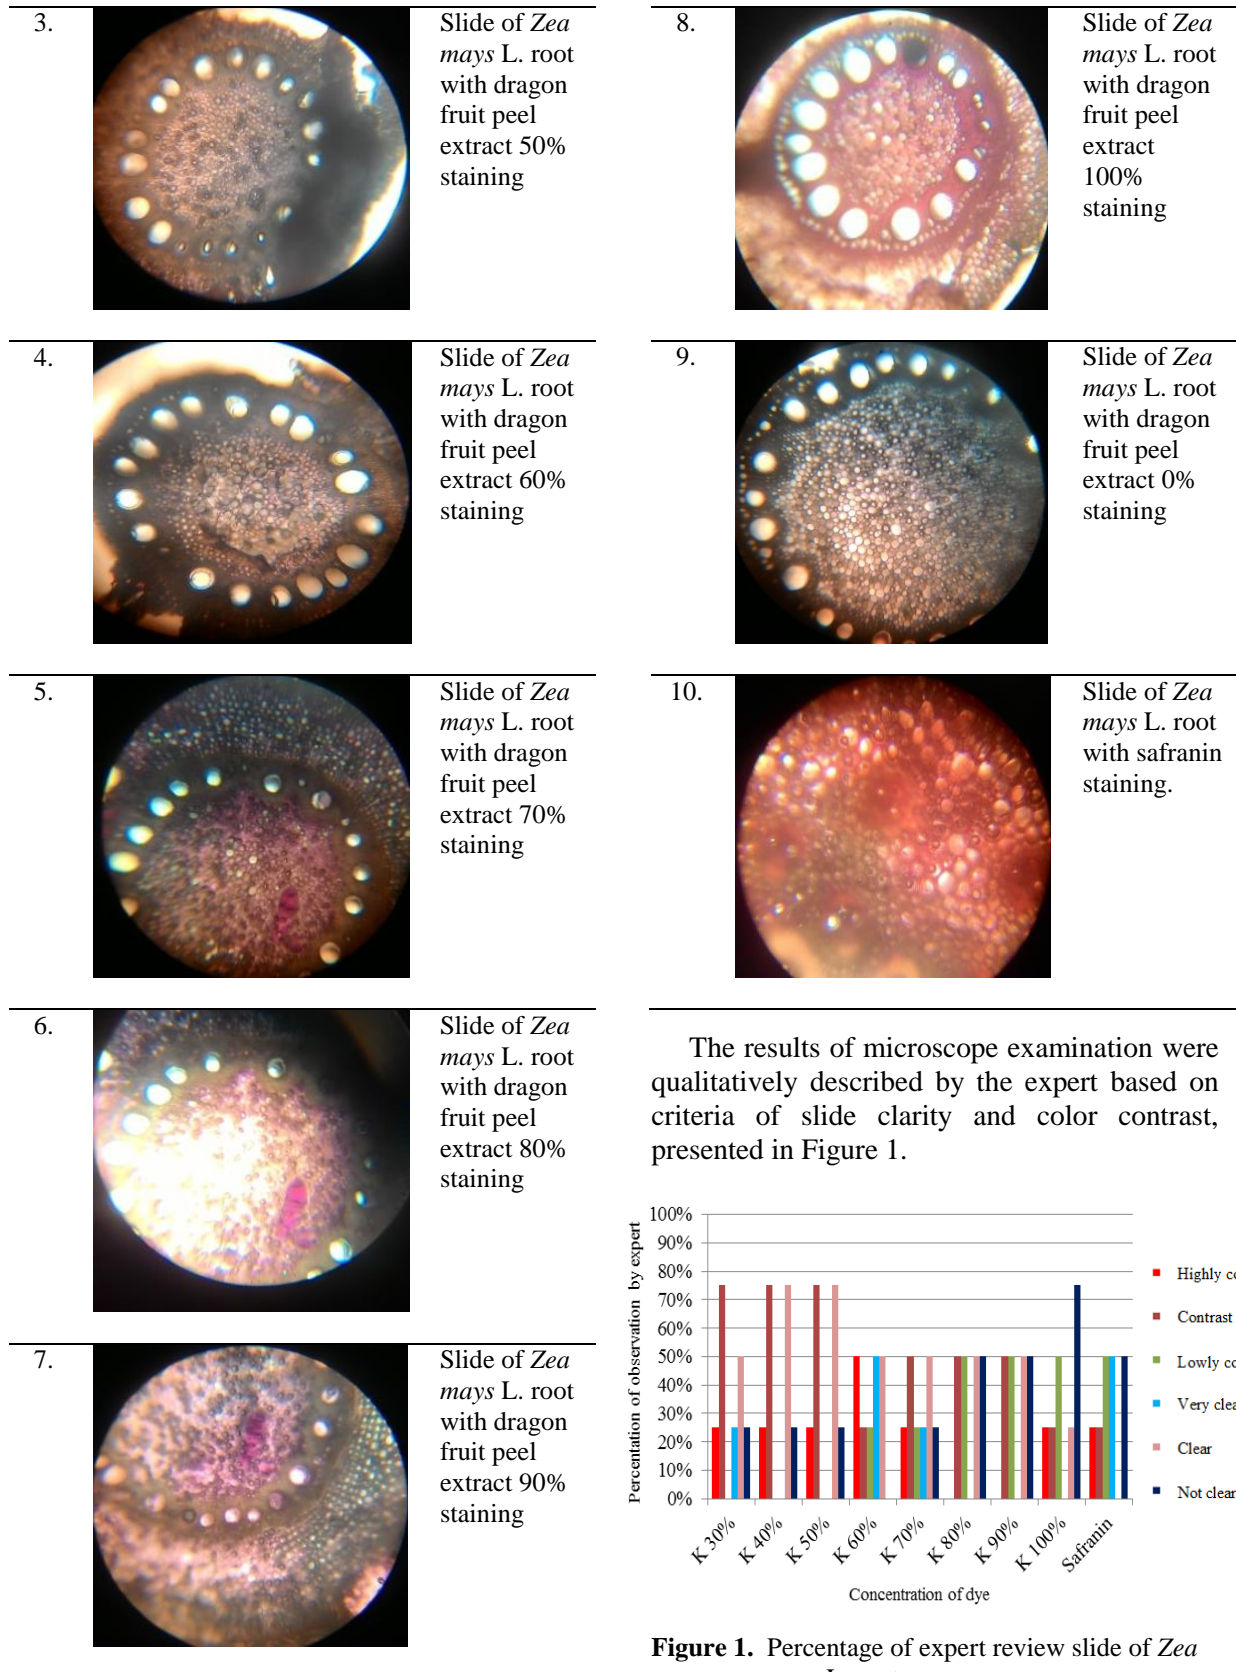 3.
Slide of Zea
mays L. root
with dragon
fruit peel
extract 50%
staining
4.
Slide of Zea
mays L. root
with dragon
fruit peel
extract 60%
staining
5.
Slide of Zea
mays L. root
with dragon
fruit peel
extract 70%
staining
6.
Slide of Zea
mays L. root
with dragon
fruit peel
extract 80%
staining
7.
Slide of Zea
mays L. root
with dragon
fruit peel
extract 90%
staining
8.
Slide of Zea
mays L. root
with dragon
fruit peel
extract
100%
staining
9.
Slide of Zea
mays L. root
with dragon
fruit peel
extract 0%
staining
10.
Slide of Zea
mays L. root
with safranin
staining.
The results of microscope examination were
qualitatively described by the expert based on
criteria of slide clarity and color contrast,
presented in Figure 1.
Percentation of observation by expert
100%
90%
80%
70%
60%
50%
40%
30%
20%
10%
0%
K 30%
K 40%
K 50%
K 60%
K 70%
K 80%
K 90%
K 100%
Safranin
Concentration of dye
Highly co
Contrast
Lowly co
Very clea
Clear
Not clear
Figure 1. Percentage of expert review slide of Zea